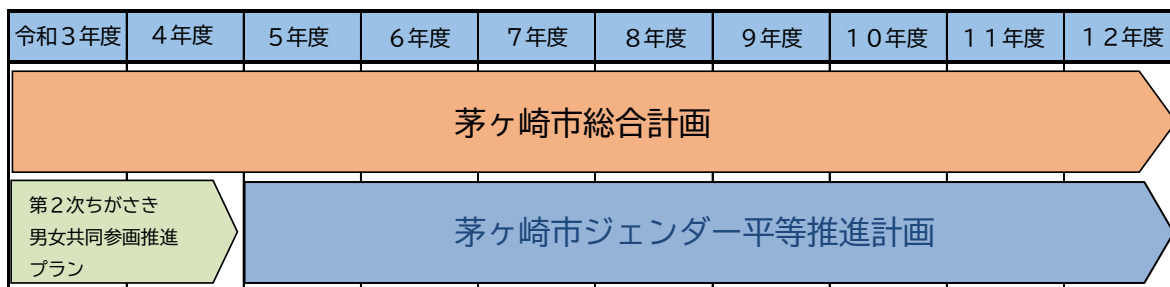 令和３年度 ４年度 ５年度 ６年度 ７年度 ８年度 ９年度 １０年度 １１年度 １２年度
茅ヶ崎市総合計画
第２次ちがさき
男女共同参画推進
プラン
茅ヶ崎市ジェンダー平等推進計画